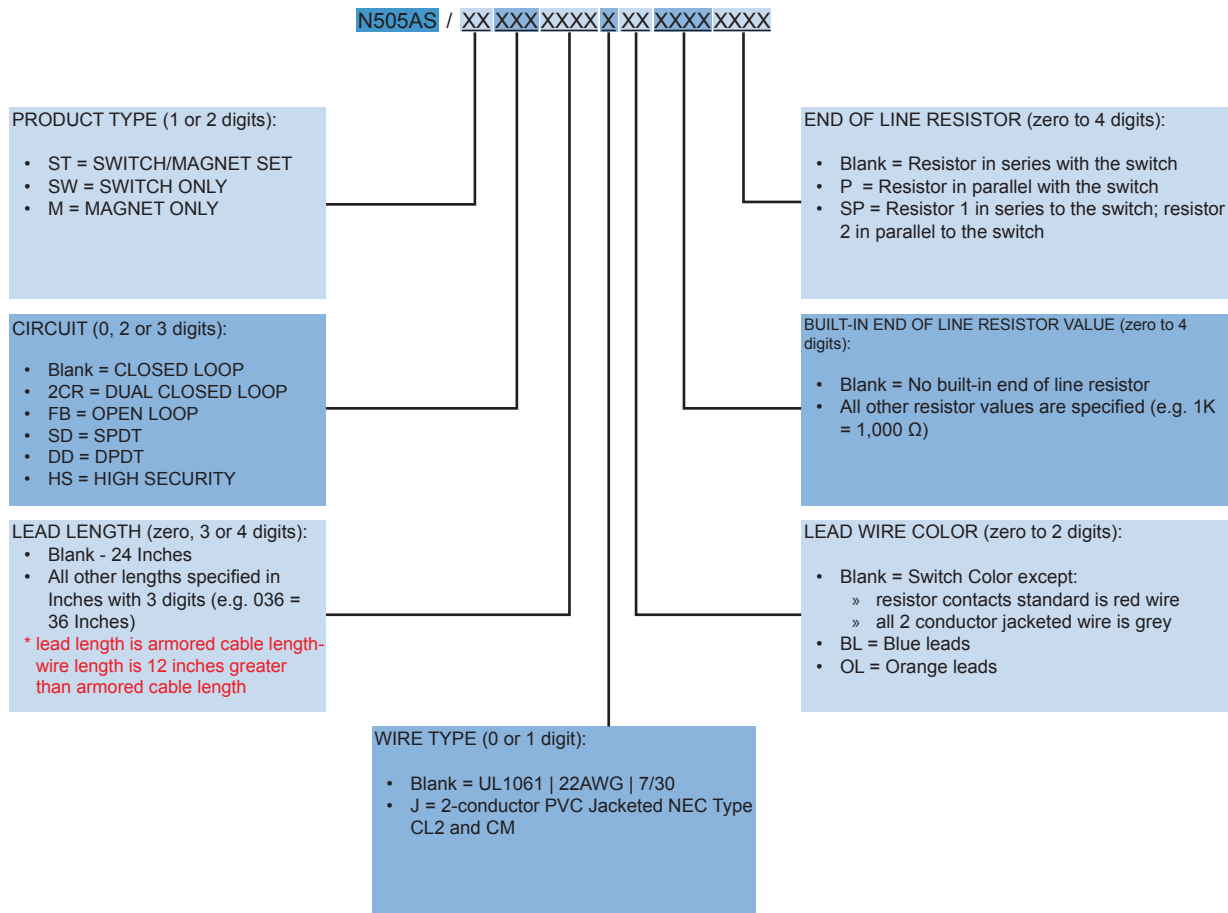 N505AS / XX XXX XXXX X XX XXXX XXXX
PRODUCT TYPE (1 or 2 digits):
• ST = SWITCH/MAGNET SET
• SW = SWITCH ONLY
• M = MAGNET ONLY
CIRCUIT (0, 2 or 3 digits):
• Blank = CLOSED LOOP
• 2CR = DUAL CLOSED LOOP
• FB = OPEN LOOP
• SD = SPDT
• DD = DPDT
• HS = HIGH SECURITY
LEAD LENGTH (zero, 3 or 4 digits):
• Blank - 24 Inches
• All other lengths specified in
Inches with 3 digits (e.g. 036 =
36 Inches)
* lead length is armored cable length-
wire length is 12 inches greater
than armored cable length
WIRE TYPE (0 or 1 digit):
• Blank = UL1061 | 22AWG | 7/30
• J = 2-conductor PVC Jacketed NEC Type
CL2 and CM
END OF LINE RESISTOR (zero to 4 digits):
• Blank = Resistor in series with the switch
• P = Resistor in parallel with the switch
• SP = Resistor 1 in series to the switch; resistor
2 in parallel to the switch
BUILT-IN END OF LINE RESISTOR VALUE (zero to 4
digits):
• Blank = No built-in end of line resistor
• All other resistor values are specified (e.g. 1K
= 1,000 Ω)
LEAD WIRE COLOR (zero to 2 digits):
• Blank = Switch Color except:
» resistor contacts standard is red wire
» all 2 conductor jacketed wire is grey
• BL = Blue leads
• OL = Orange leads